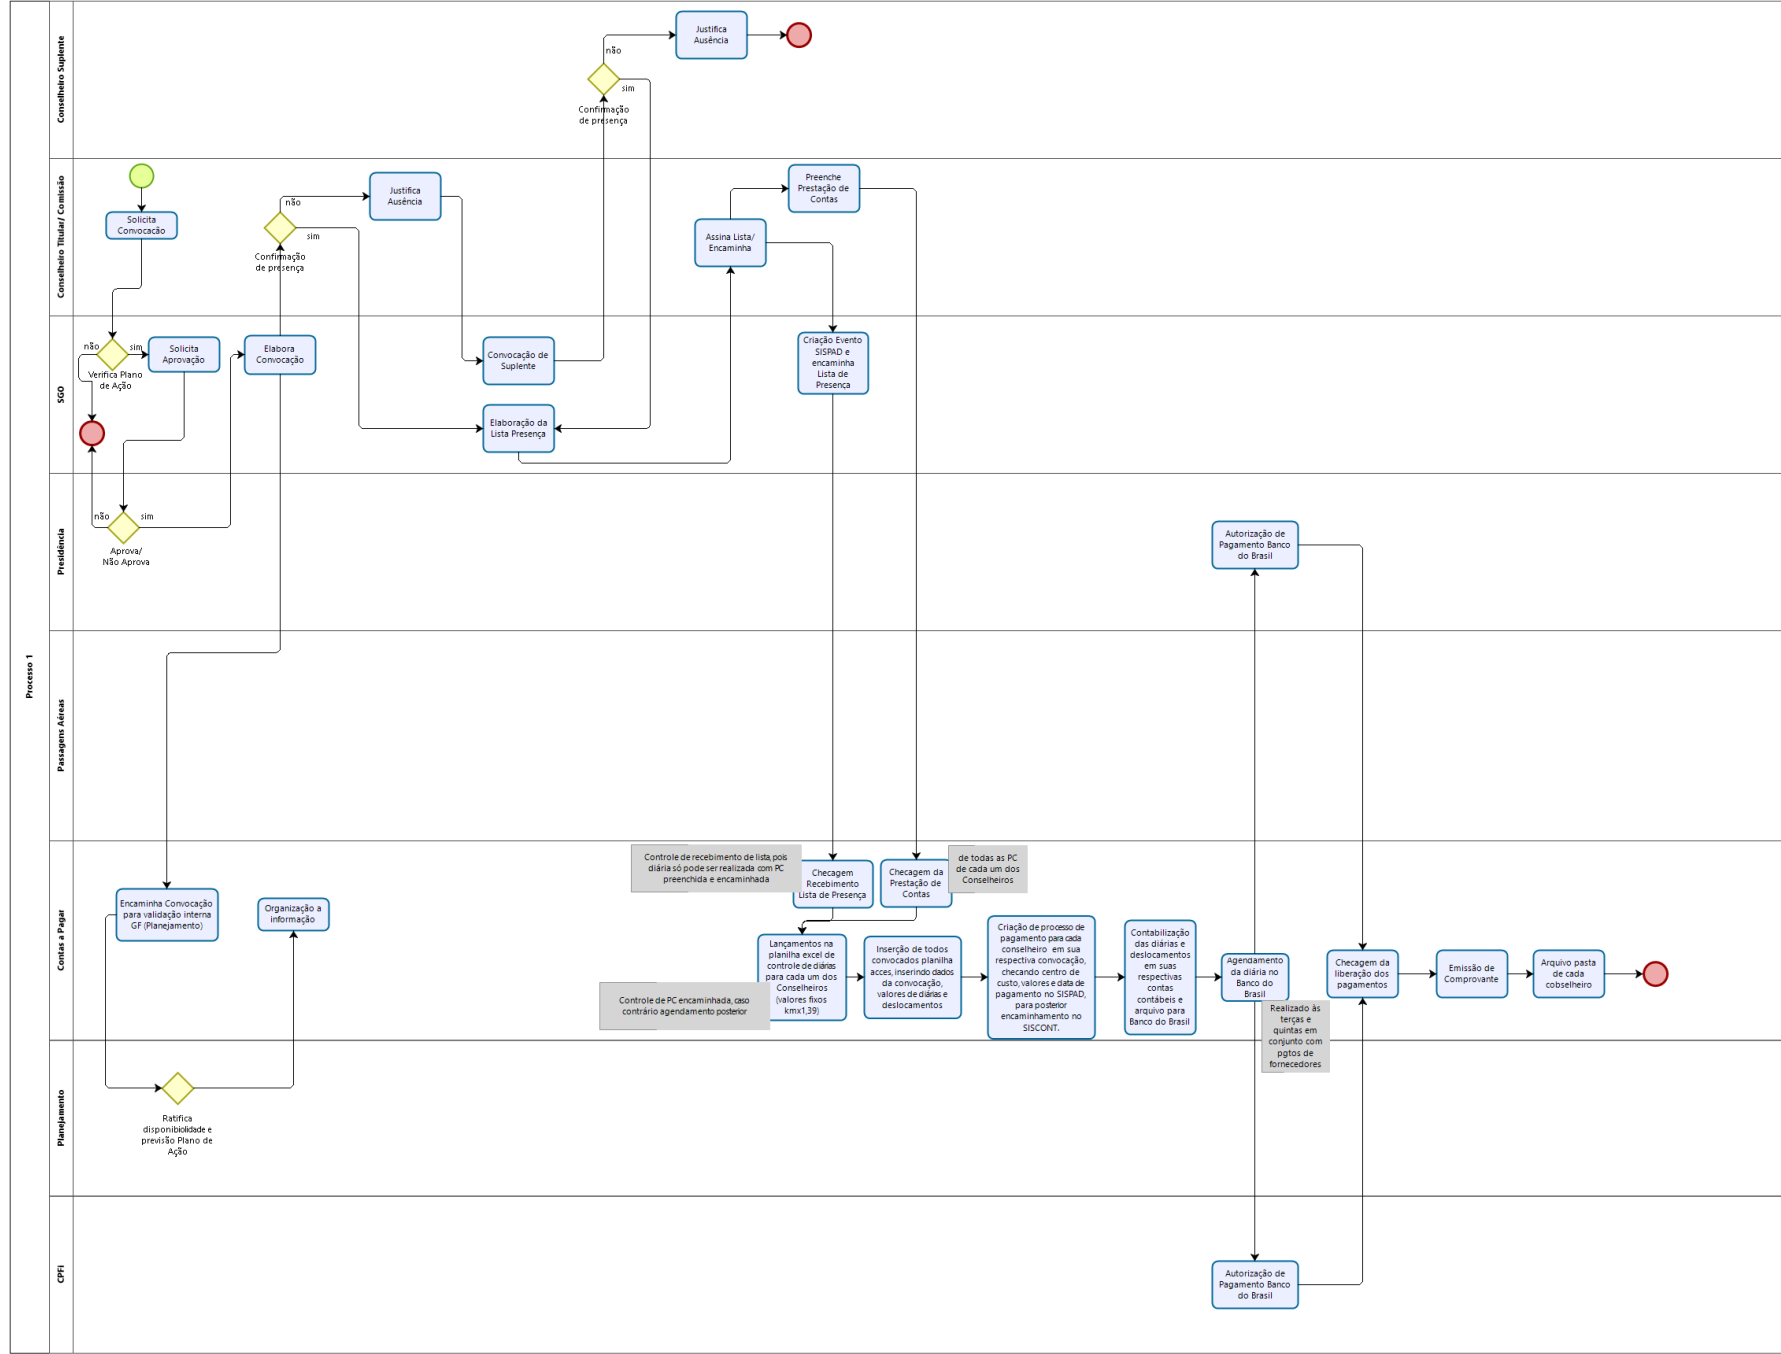 Processo 1
Conselheiro Suplente
Justifica
Ausência
não
sim
Confirmação
de presença
Conselheiro Titular/ Comissão
Solicita
Convocacão
não
sim
Confirmação
de presença
Justifica
Ausência
Assina Lista/
Encaminha
Preenche
Prestação de
Contas
SGO
não
sim
Verifica Plano
de Ação
Solicita
Aprovação
Elabora
Convocação
Convocação de
Suplente
Elaboração da
Lista Presença
Criação Evento
SISPAD e
encaminha
Lista de
Presença
Presidência
não
sim
Aprova/
Não Aprova
Autorização de
Pagamento Banco
do Brasil
Passagens Aéreas
Contas a Pagar
Encaminha Convocação
para validação interna
GF (Planejamento)
Organização a
informação
Controle de recebimento de lista, pois
diária só pode ser realizada com PC
preenchida e encaminhada
Checagem
Recebimento
Lista de Presença
Checagem da
Prestação de
Contas
de todas as PC
de cada um dos
Conselheiros
Controle de PC encaminhada, caso
contrário agendamento posterior
Lançamentos na
planilha excel de
controle de diárias
para cada um dos
Conselheiros
(valores fixos
kmx1,39)
Inserção de todos
convocados planilha
acces, inserindo dados
da convocação,
valores de diárias e
deslocamentos
Criação de processo de
pagamento para cada
conselheiro em sua
respectiva convocação,
checando centro de
custo, valores e data de
pagamento no SISPAD,
para posterior
encaminhamento no
SISCONT.
Contabilização
das diárias e
deslocamentos
em suas
respectivas
contas
contábeis e
arquivo para
Banco do Brasil
Agendamento
da diária no
Banco do
Brasil
Realizado às
terças e
quintas em
conjunto com
pgtos de
fornecedores
Checagem da
liberação dos
pagamentos
Emissão de
Comprovante
Arquivo pasta
de cada
cobselheiro
Planejamento
Ratifica
disponibiolidade e
previsão Plano de
Ação
CPFi
Autorização de
Pagamento Banco
do Brasil